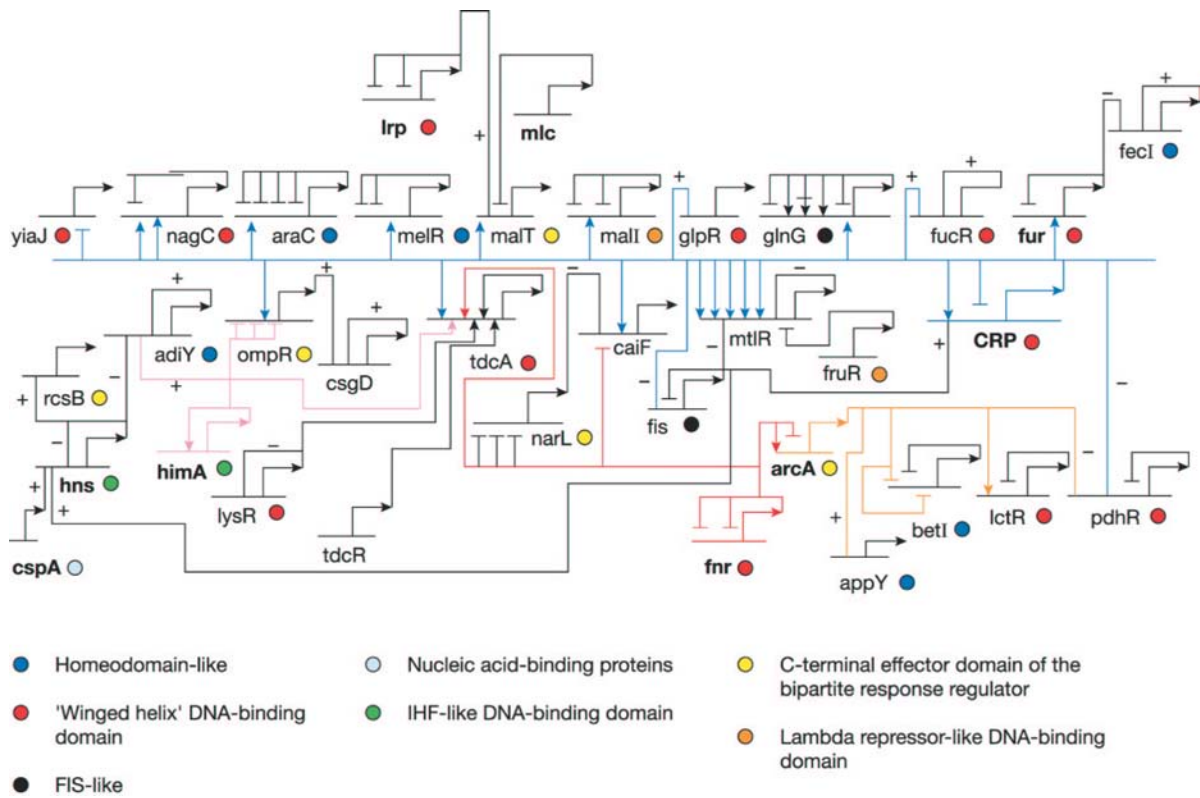 lrp
mlc
+
–
+
fecI
yiaJ
nagC
araC
melR
malT
malI
+
glpR
glnG
+
+
fucR
fur
+
+
–
–
adiY
ompR
csgD
+
tdcA
caiF
mtlR
–
+
CRP
+
rcsB
–
+
–
–
fruR
fis
–
–
narL
hns
himA
–
arcA
–
+
+
lysR
tdcR
+
betI
lctR
pdhR
cspA
fnr
appY
Homeodomain-like
'Winged helix' DNA-binding
domain
FIS-like
Nucleic acid-binding proteins
IHF-like DNA-binding domain
C-terminal effector domain of the
bipartite response regulator
Lambda repressor-like DNA-binding
domain